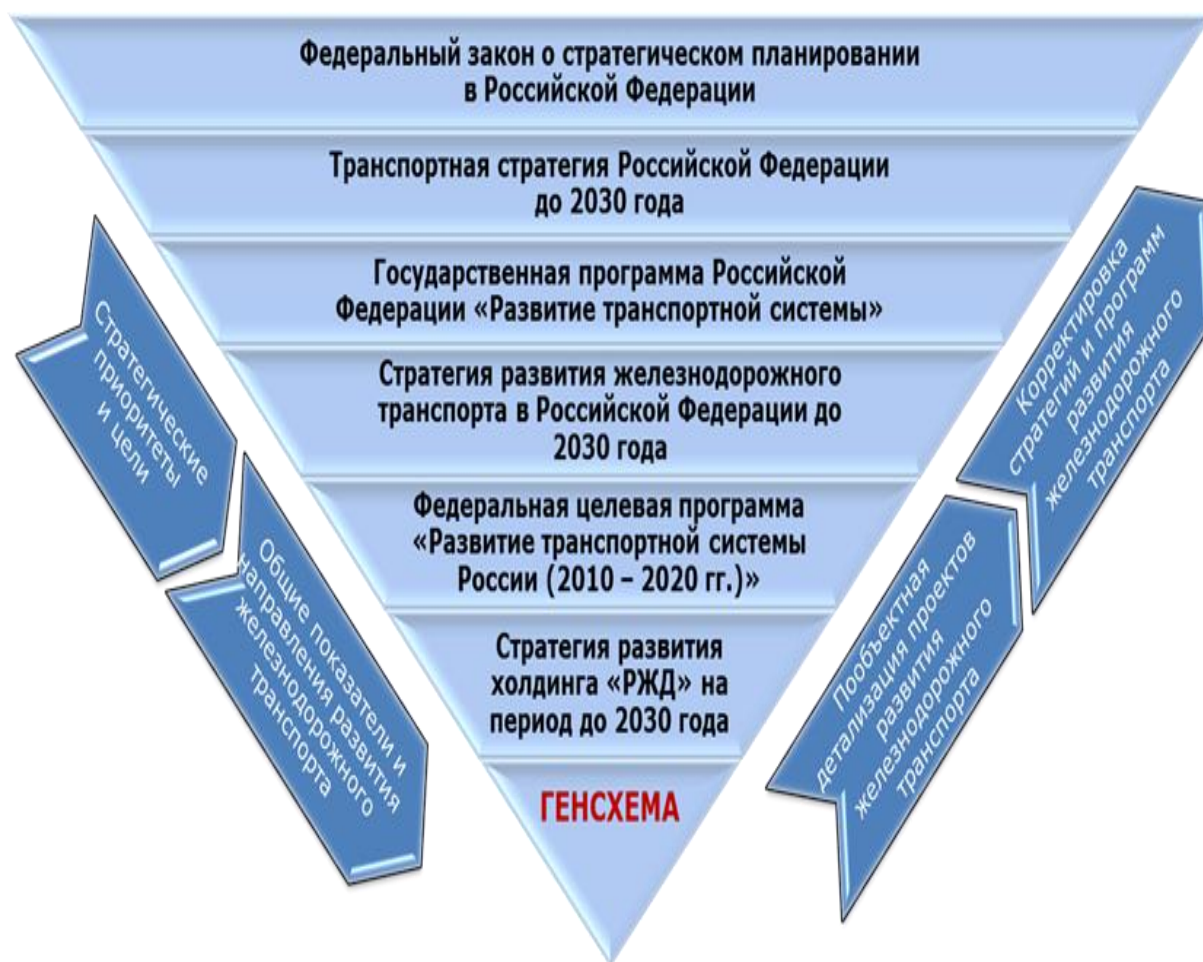 Федеральный закон о стратегическом планировании
в Российской Федерации
Транспортная стратегия Российской Федерации
до 2030 года
Государственная программа Российской
Федерации «Развитие транспортной системы»
Стратегия развития железнодорожного
транспорта в Российской Федерации до
2030 года
Федеральная целевая программа
«Развитие транспортной системы
России (2010 – 2020 гг.)»
Стратегия развития
холдинга «РЖД» на
период до 2030 года
ГЕНСХЕМА
Стратегические
приоритеты
и цели
Общие показатели и
направления развития
железнодорожного
транспорта
Пообъектная
детализация проектов
развития
железнодорожного
транспорта
Корректировка
стратегий и программ
развития
железнодорожного
транспорта